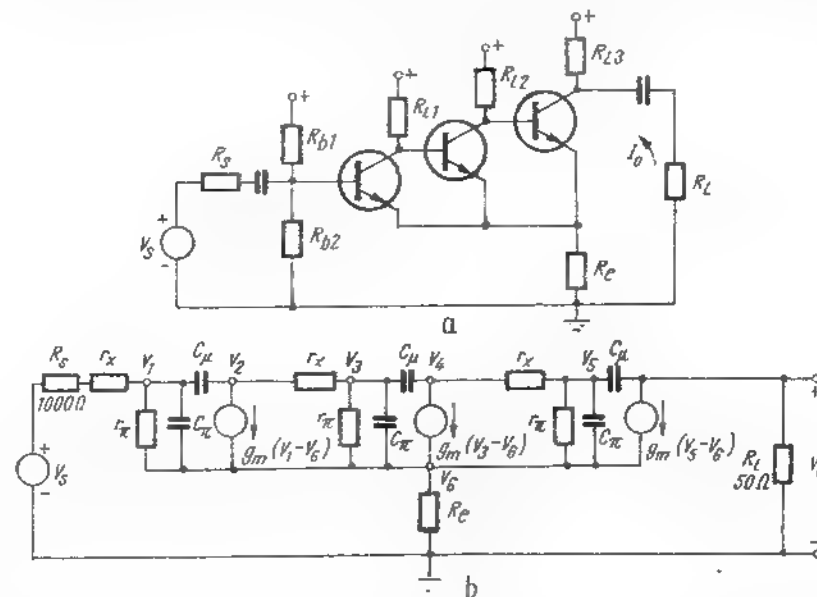 + + + +
R_L3
R_L2
R_L1
R_b1
R_s
I_0
R_L
+
V_s
-
R_b2
R_e
a
R_s r_x V_1 C_μ V_2 r_x V_3 C_μ V_4 r_x V_5 C_μ
1000Ω
r_π C_π r_π C_π r_π C_π
g_m(V_1-V_6) g_m(V_3-V_6) g_m(V_5-V_6)
+
V_s
-
V_6
R_e
R_L
50Ω
+
-
b